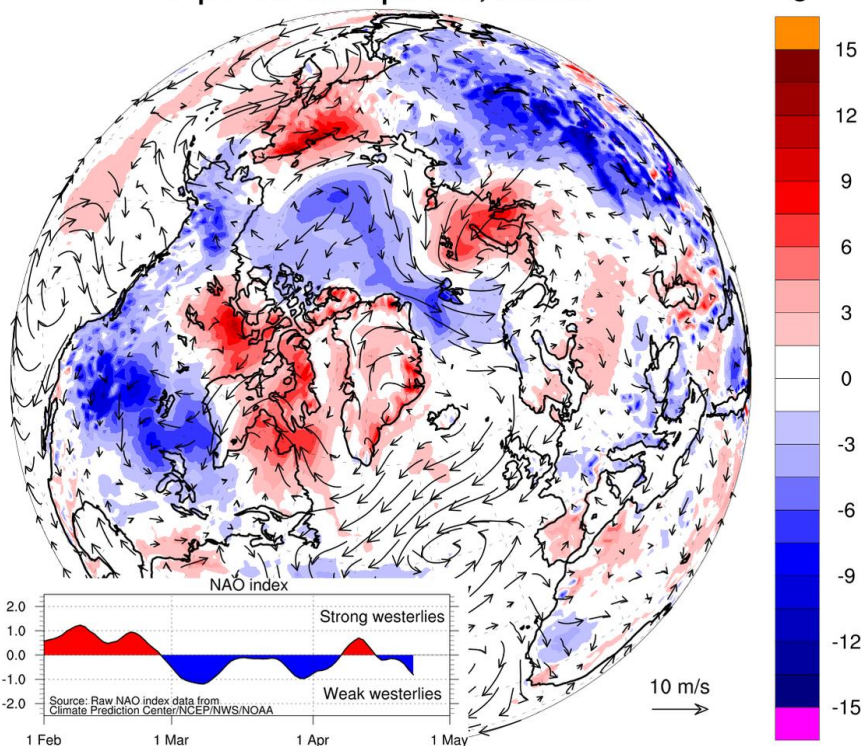 15
12
9
6
3
0
-3
-6
-9
-12
-15
10 m/s
NAO index
2.0
1.0
0.0
-1.0
-2.0
Strong westerlies
Weak westerlies
Source: Raw NAO index data from
Climate Prediction Center/NCEP/NWS/NOAA
1 Feb
1 Mar
1 Apr
1 May